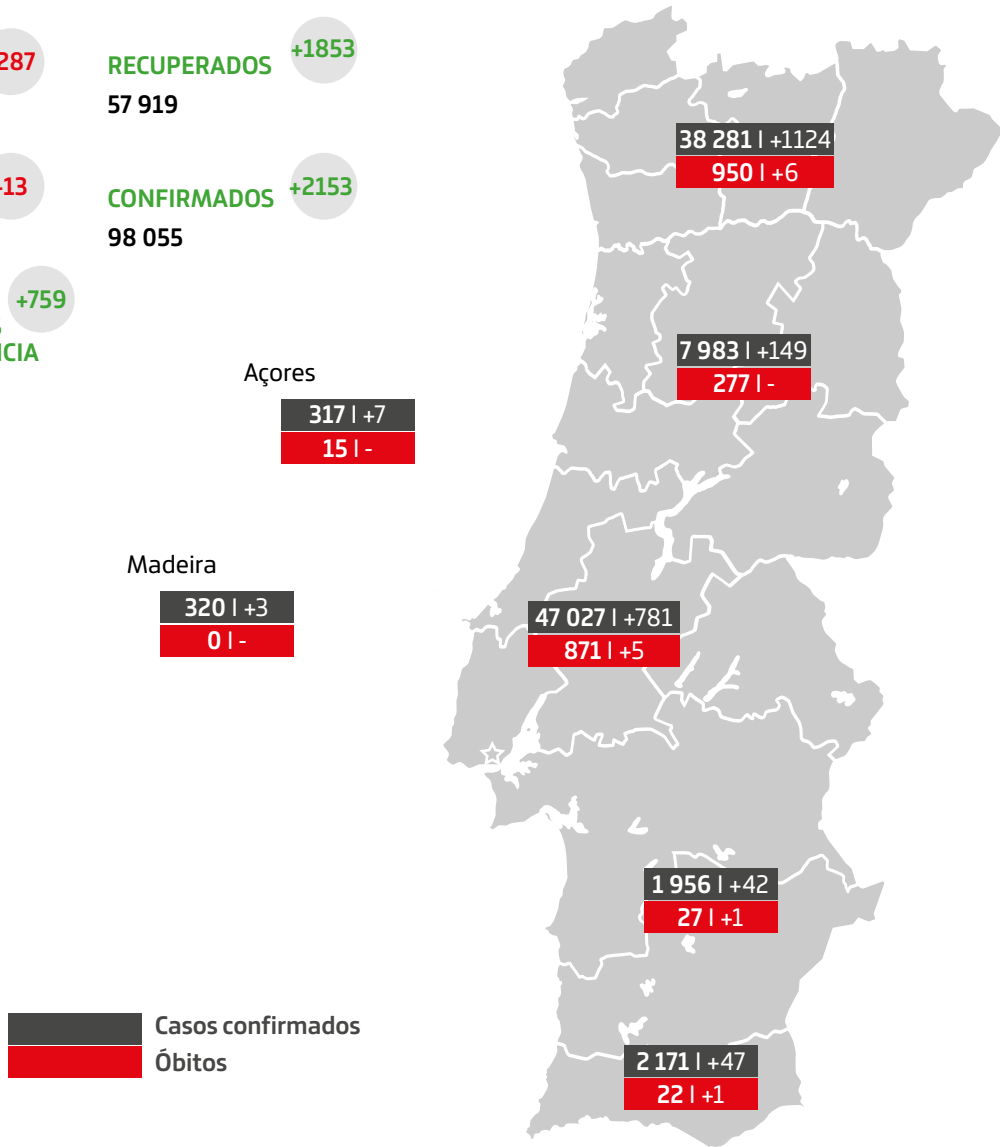 287
RECUPERADOS
+1853
57 919
13
CONFIRMADOS
+2153
98 055
+759
CIA
Açores
317 | +7
15 | -
Madeira
320 | +3
0 | -
38 281 | +1124
950 | +6
7 983 | +149
277 | -
47 027 | +781
871 | +5
1 956 | +42
27 | +1
2 171 | +47
22 | +1
Casos confirmados
Óbitos